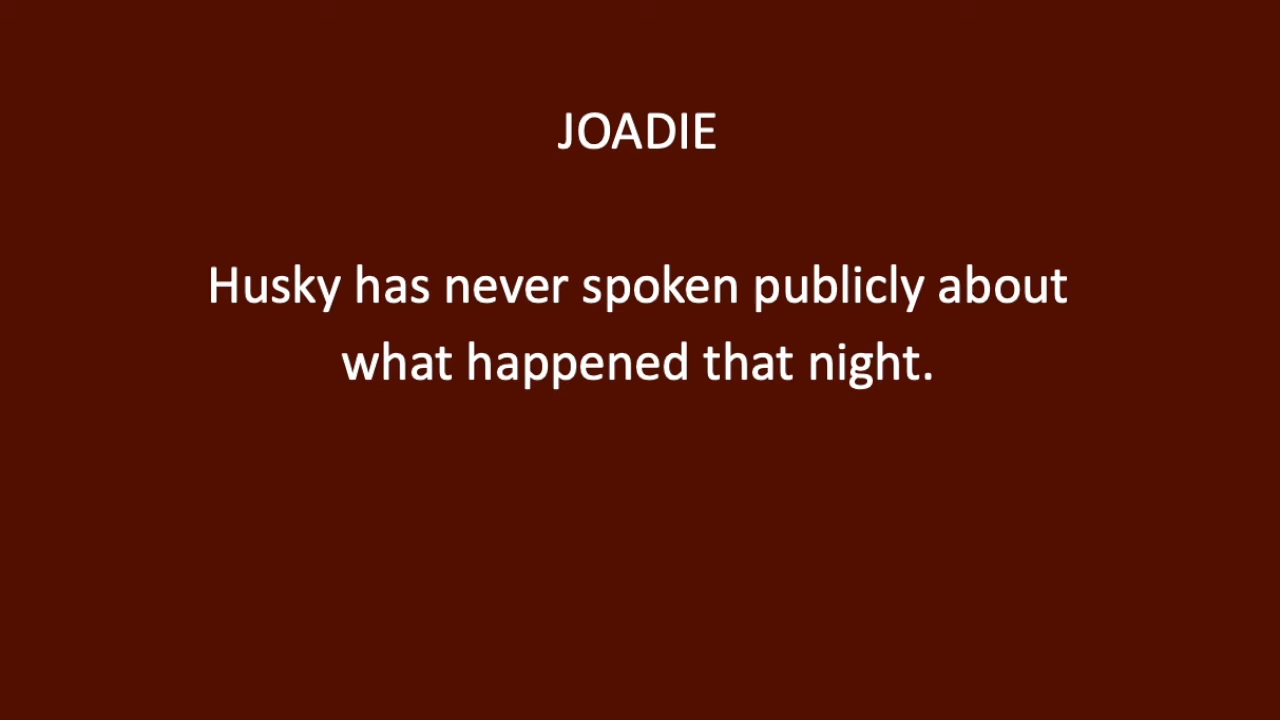 JOADIE
Husky has never spoken publicly about
what happened that night.